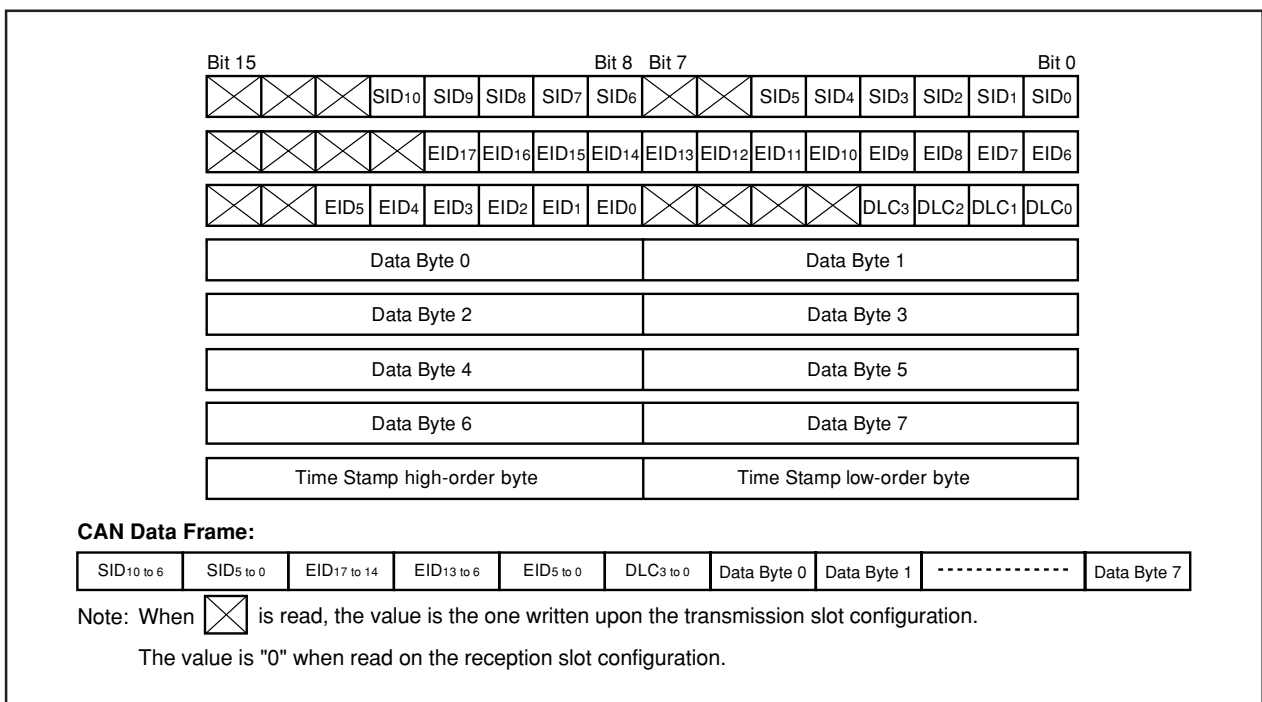 Bit 15 Bit 8 Bit 7 Bit 0
SID10 SID9 SID8 SID7 SID6 SID5 SID4 SID3 SID2 SID1 SID0
EID17 EID16 EID15 EID14 EID13 EID12 EID11 EID10 EID9 EID8 EID7 EID6
EID5 EID4 EID3 EID2 EID1 EID0 DLC3 DLC2 DLC1 DLC0
Data Byte 0 Data Byte 1
Data Byte 2 Data Byte 3
Data Byte 4 Data Byte 5
Data Byte 6 Data Byte 7
Time Stamp high-order byte Time Stamp low-order byte
CAN Data Frame:
SID10 to 6 SID5 to 0 EID17 to 14 EID13 to 6 EID5 to 0 DLC3 to 0 Data Byte 0 Data Byte 1 Data Byte 7
Note: When is read, the value is the one written upon the transmission slot configuration.
The value is "0" when read on the reception slot configuration.